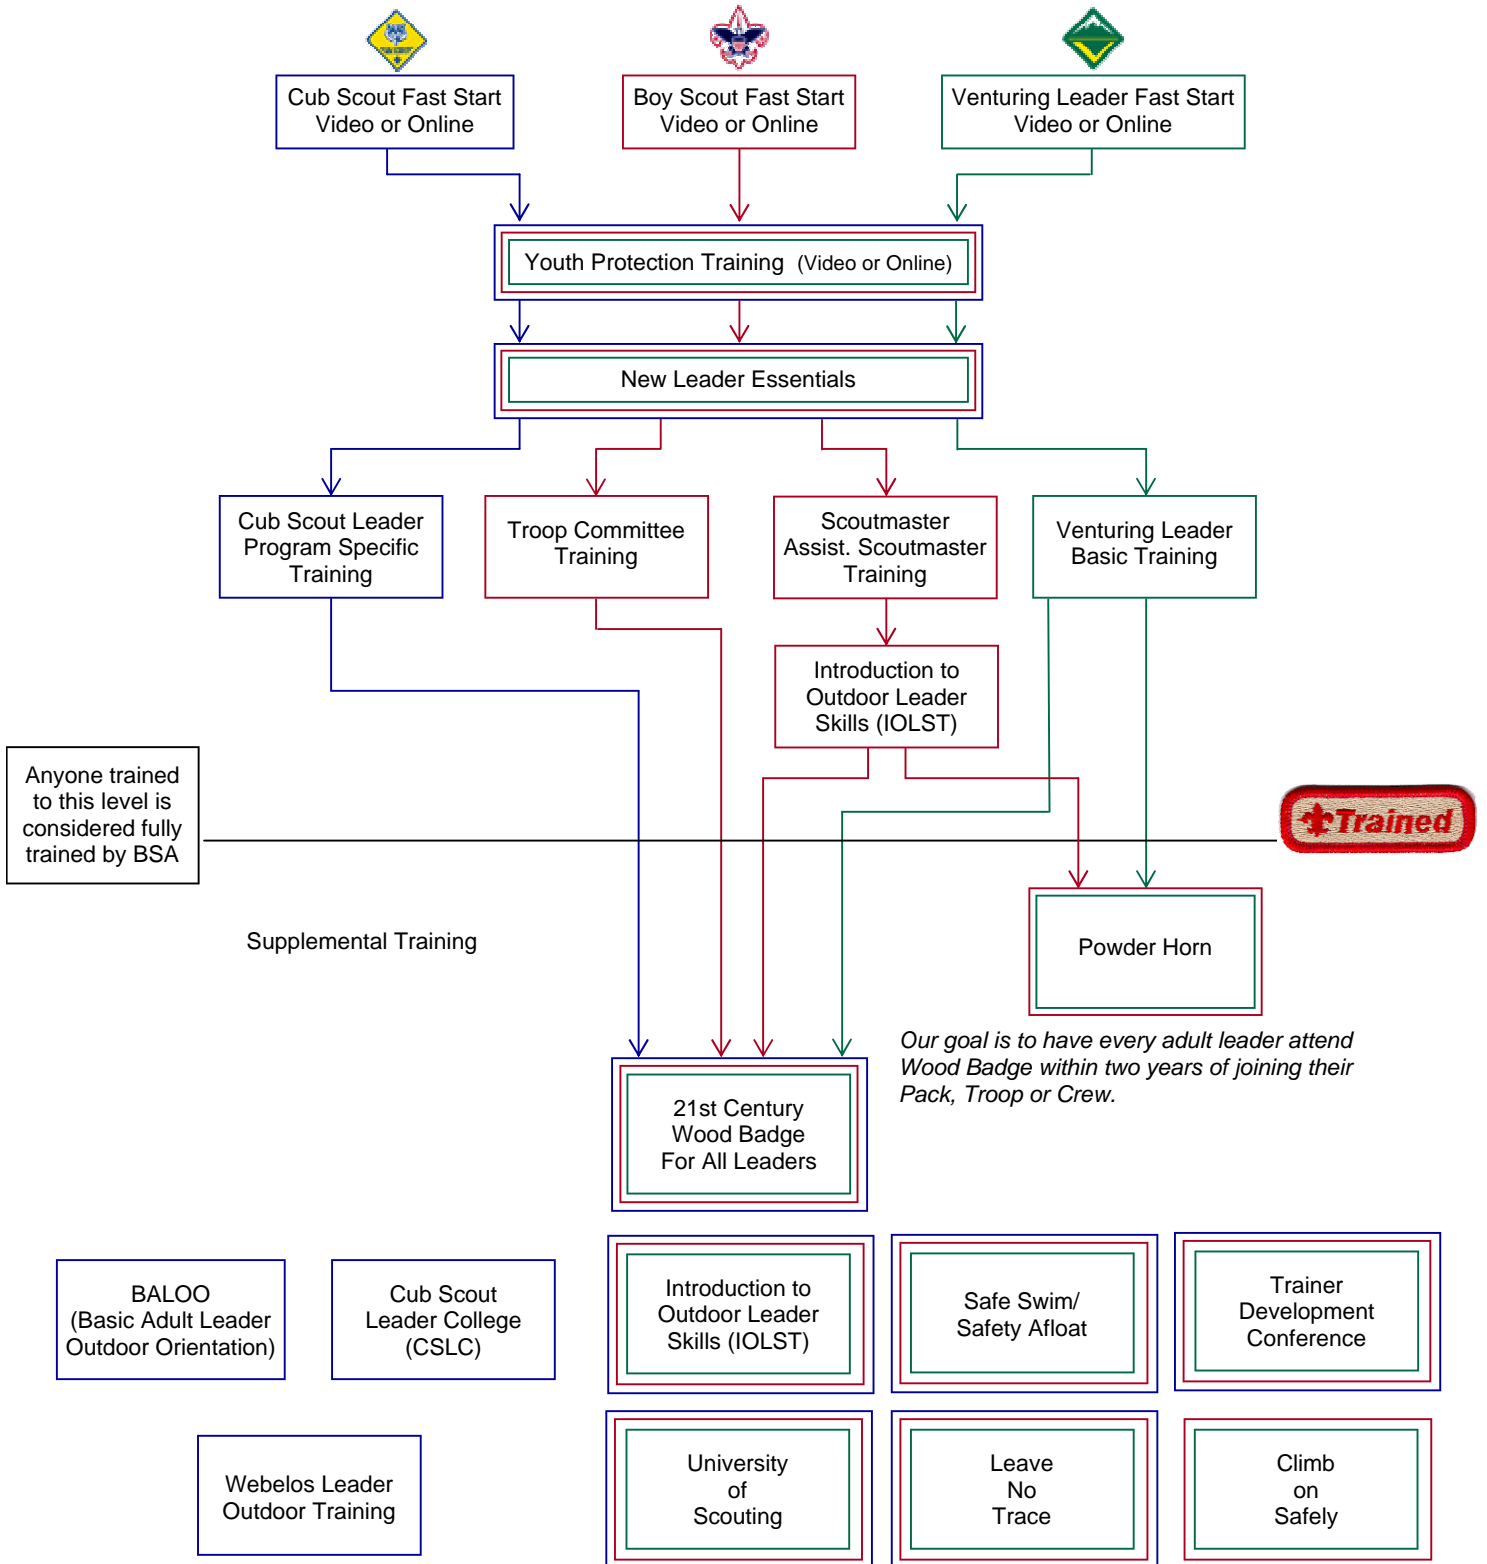 Cub Scout Fast Start
Video or Online
Boy Scout Fast Start
Video or Online
Venturing Leader Fast Start
Video or Online
Youth Protection Training (Video or Online)
New Leader Essentials
Cub Scout Leader
Program Specific
Training
Troop Committee
Training
Scoutmaster
Assist. Scoutmaster
Training
Venturing Leader
Basic Training
Introduction to
Outdoor Leader
Skills (IOLST)
Anyone trained
to this level is
considered fully
trained by BSA
Trained
Supplemental Training
Powder Horn
Our goal is to have every adult leader attend
Wood Badge within two years of joining their
Pack, Troop or Crew.
21st Century
Wood Badge
For All Leaders
BALOO
(Basic Adult Leader
Outdoor Orientation)
Cub Scout
Leader College
(CSLC)
Introduction to
Outdoor Leader
Skills (IOLST)
Safe Swim/
Safety Afloat
Trainer
Development
Conference
Webelos Leader
Outdoor Training
University
of
Scouting
Leave
No
Trace
Climb
on
Safely